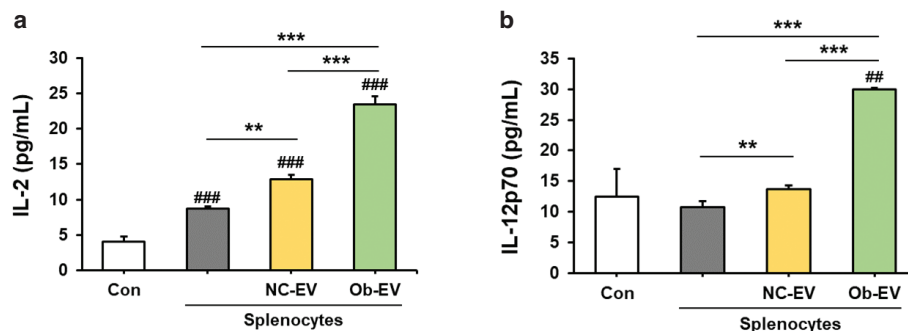 a
IL-2 (pg/mL)
30
25
20
15
10
5
0
***
***
**
###
###
###
Con
NC-EV
Ob-EV
Splenocytes
b
IL-12p70 (pg/mL)
35
30
25
20
15
10
5
0
***
***
**
##
Con
NC-EV
Ob-EV
Splenocytes